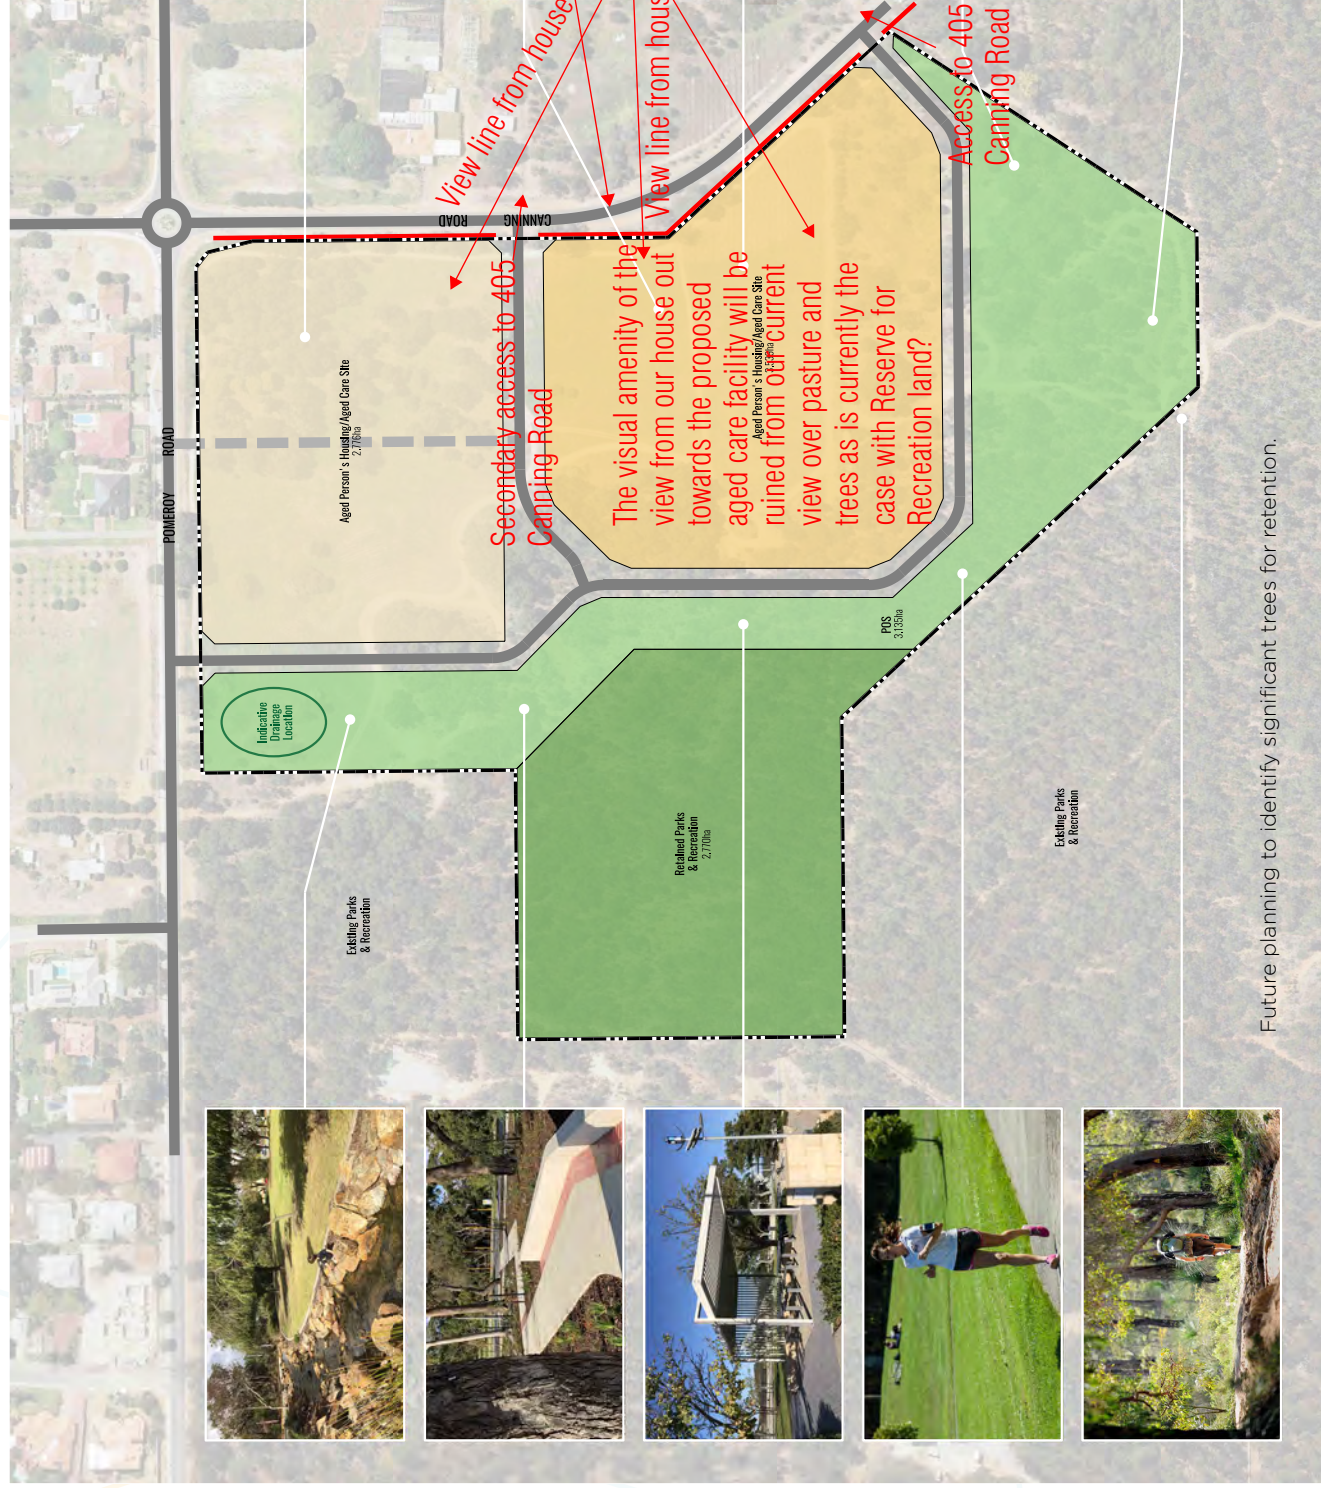 View line from house
View line from hous
Access to 405
Canning Road
ROAD
CANNING
Secondary access to 405
Canning Road
The visual amenity of the
view from our house out
towards the proposed
aged care facility will be
ruined from our current
view over pasture and
trees as is currently the
case with Reserve for
Recreation land?
Aged Person's Housing/Aged Care Site
2.776ha
Aged Person's Housing/Aged Care Site
POMEROY ROAD
POS
3.135ha
Indicative
Drainage
Location
Retained Parks
& Recreation
2.770ha
Existing Parks
& Recreation
Existing Parks
& Recreation
Future planning to identify significant trees for retention.